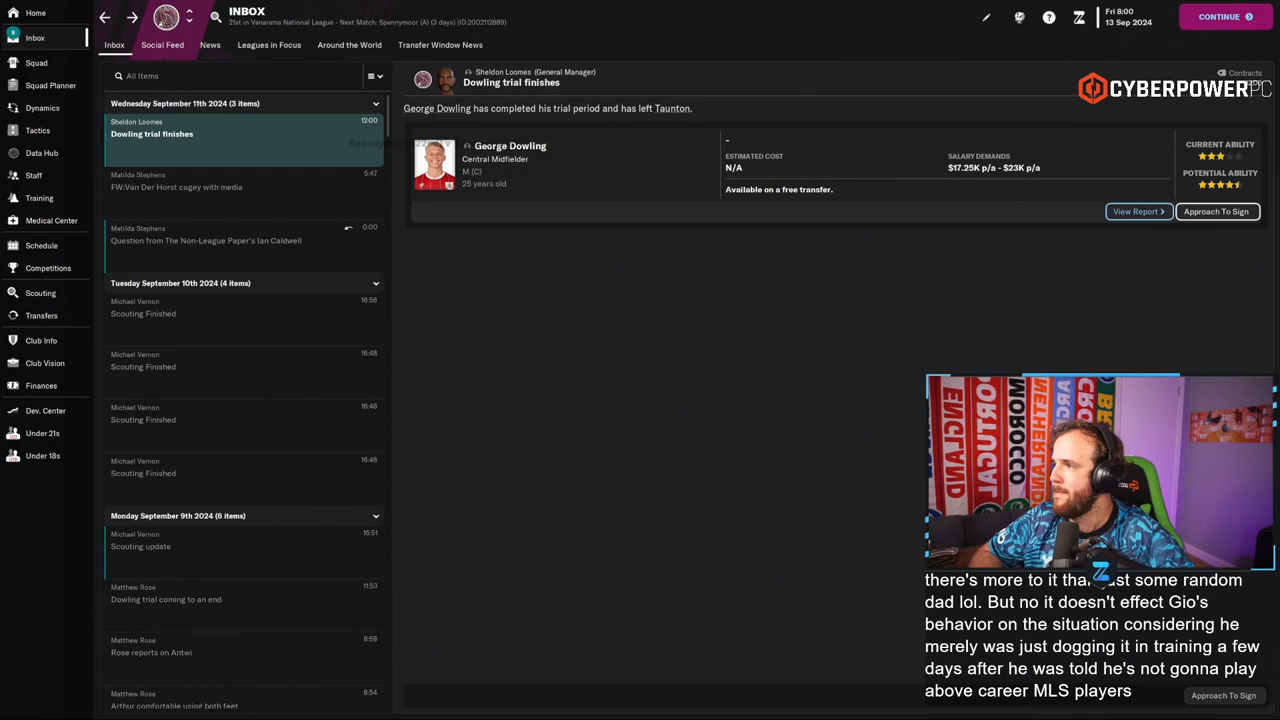 Home
Inbox
Squad
Squad Planner
Dynamics
Tactics
Data Hub
Staff
Training
Medical Center
Schedule
Competitions
Scouting
Transfers
Club Info
Club Vision
Finances
Dev. Center
Under 21s
Under 18s
INBOX
21st in Vanarama National League - Next Match: Spennymoor (A) (3 days) (ID:2002112889)
Fri 8:00
13 Sep 2024
CONTINUE
Inbox
Social Feed
News
Leagues in Focus
Around the World
Transfer Window News
All Items
Wednesday September 11th 2024 (3 items)
Sheldon Loomes 12:00
Dowling trial finishes
Matilda Stephens 5:47
FW:Van Der Horst cagey with media
Matilda Stephens 0:00
Question from The Non-League Paper's Ian Caldwell
Tuesday September 10th 2024 (4 items)
Michael Vernon 16:56
Scouting Finished
Michael Vernon 16:48
Scouting Finished
Michael Vernon 16:48
Scouting Finished
Michael Vernon 16:48
Scouting Finished
Monday September 9th 2024 (6 items)
Michael Vernon 16:51
Scouting update
Matthew Rose 11:53
Dowling trial coming to an end
Matthew Rose 8:58
Rose reports on Antwi
Matthew Rose 8:54
Arthur comfortable using both feet
Sheldon Loomes (General Manager)
Dowling trial finishes
Contracts
CYBERPOWERPC
George Dowling has completed his trial period and has left Taunton.
George Dowling
Central Midfielder
M (C)
25 years old
-
ESTIMATED COST
N/A
SALARY DEMANDS
$17.25K p/a - $23K p/a
Available on a free transfer.
CURRENT ABILITY
POTENTIAL ABILITY
View Report
Approach To Sign
ENGLAND
PORTUGAL
MOROCCO
NETHERLAND
there's more to it than just some random
dad lol. But no it doesn't effect Gio's
behavior on the situation considering he
merely was just dogging it in training a few
days after he was told he's not gonna play
above career MLS players
Approach To Sign